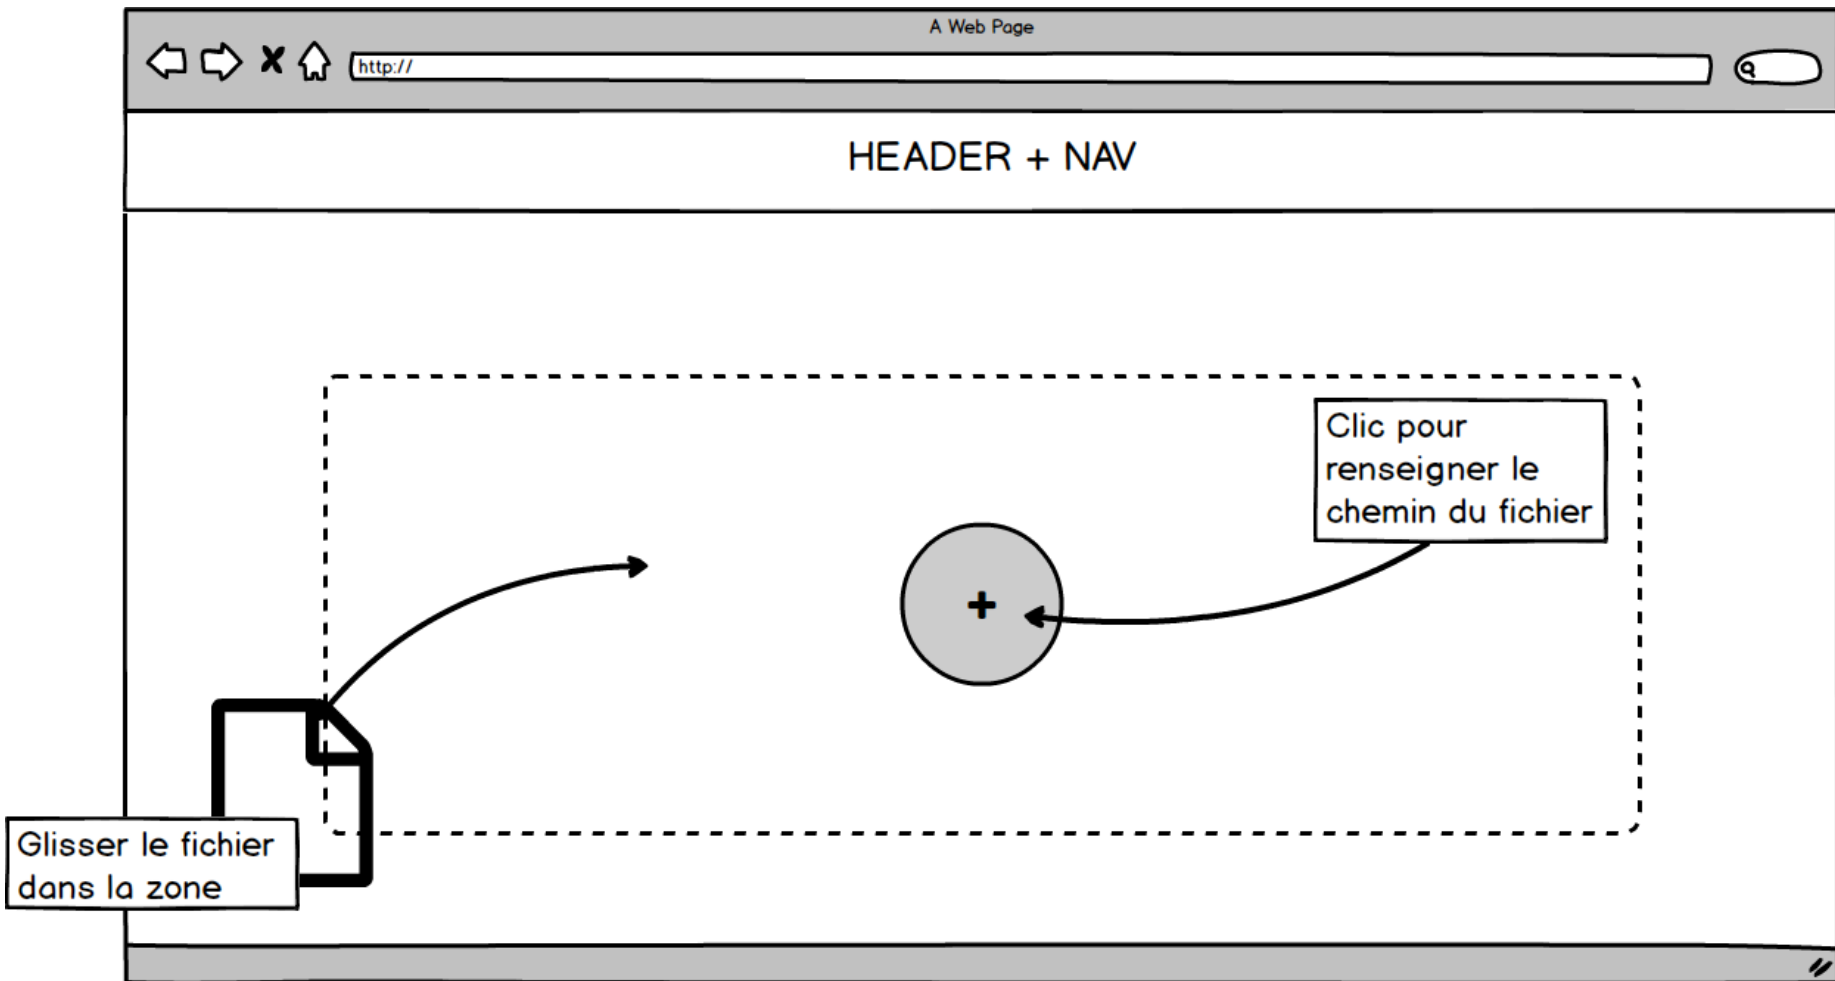 A Web Page
http://
HEADER + NAV
Clic pour
renseigner le
chemin du fichier
+
Glisser le fichier
dans la zone